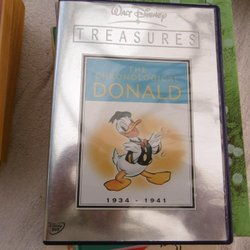 WALT DISNEY
TREASURES
THE
CHRONOLOGICAL
DONALD
1934 - 1941